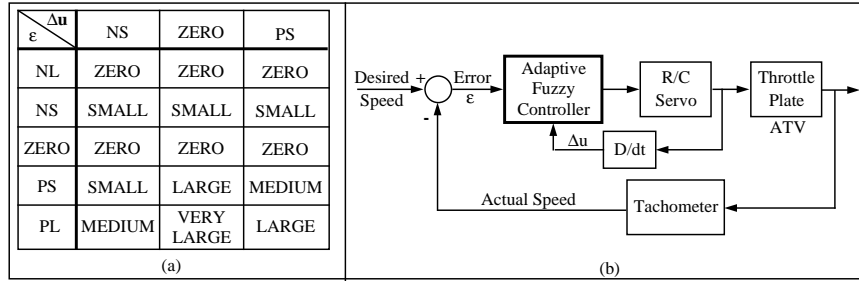 Δu
ε
NS ZERO PS
NL ZERO ZERO ZERO
NS SMALL SMALL SMALL
ZERO ZERO ZERO ZERO
PS SMALL LARGE MEDIUM
PL MEDIUM VERY LARGE LARGE
(a)
Desired
Speed
+
-
Error
ε
Adaptive
Fuzzy
Controller
R/C
Servo
Throttle
Plate
ATV
Δu
D/dt
Actual Speed
Tachometer
(b)